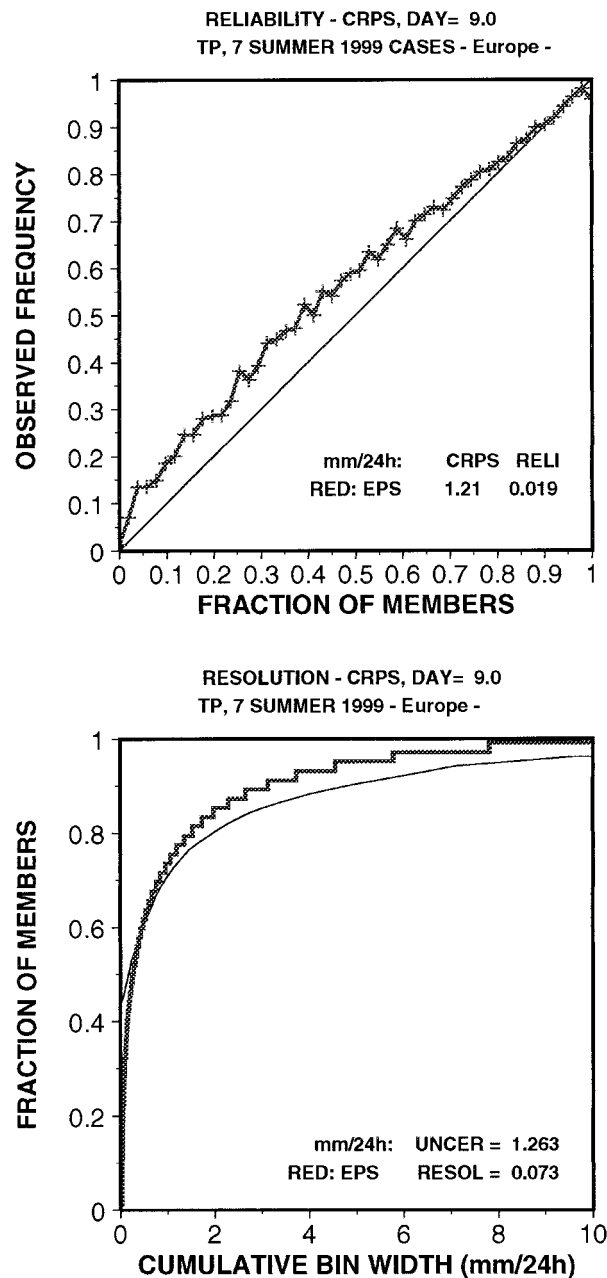 RELIABILITY - CRPS, DAY= 9.0
TP, 7 SUMMER 1999 CASES - Europe -
1
0.9
0.8
0.7
0.6
0.5
0.4
0.3
0.2
0.1
0
OBSERVED FREQUENCY
mm/24h: CRPS RELI
RED: EPS 1.21 0.019
0 0.1 0.2 0.3 0.4 0.5 0.6 0.7 0.8 0.9 1
FRACTION OF MEMBERS
RESOLUTION - CRPS, DAY= 9.0
TP, 7 SUMMER 1999 - Europe -
1
0.8
0.6
0.4
0.2
0
FRACTION OF MEMBERS
mm/24h: UNCER = 1.263
RED: EPS RESOL = 0.073
0 2 4 6 8 10
CUMULATIVE BIN WIDTH (mm/24h)